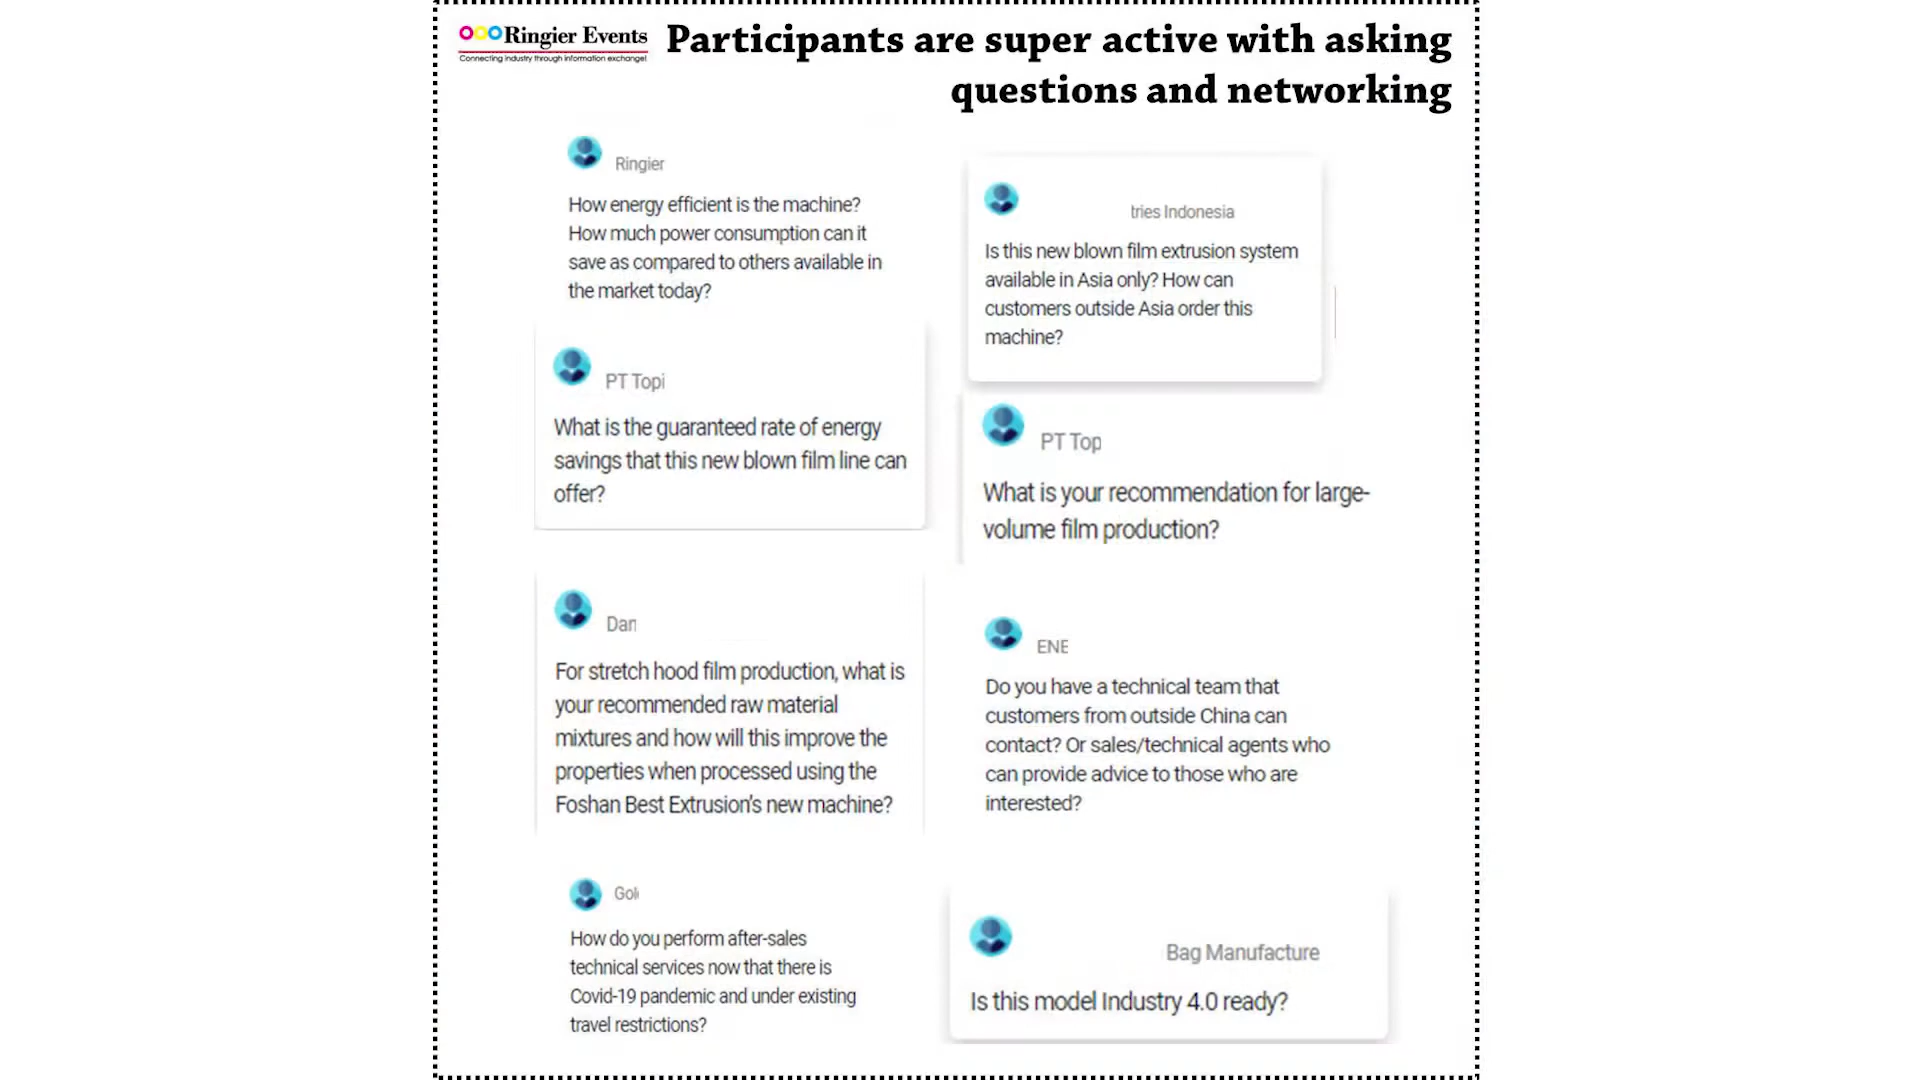 Ringier Events
Connecting industry through information exchange!
Participants are super active with asking
questions and networking
Ringier
How energy efficient is the machine?
How much power consumption can it
save as compared to others available in
the market today?
tries Indonesia
Is this new blown film extrusion system
available in Asia only? How can
customers outside Asia order this
machine?
PT Topi
What is the guaranteed rate of energy
savings that this new blown film line can
offer?
PT Top
What is your recommendation for large-
volume film production?
Dan
For stretch hood film production, what is
your recommended raw material
mixtures and how will this improve the
properties when processed using the
Foshan Best Extrusion's new machine?
ENE
Do you have a technical team that
customers from outside China can
contact? Or sales/technical agents who
can provide advice to those who are
interested?
Gol
How do you perform after-sales
technical services now that there is
Covid-19 pandemic and under existing
travel restrictions?
Bag Manufacture
Is this model Industry 4.0 ready?